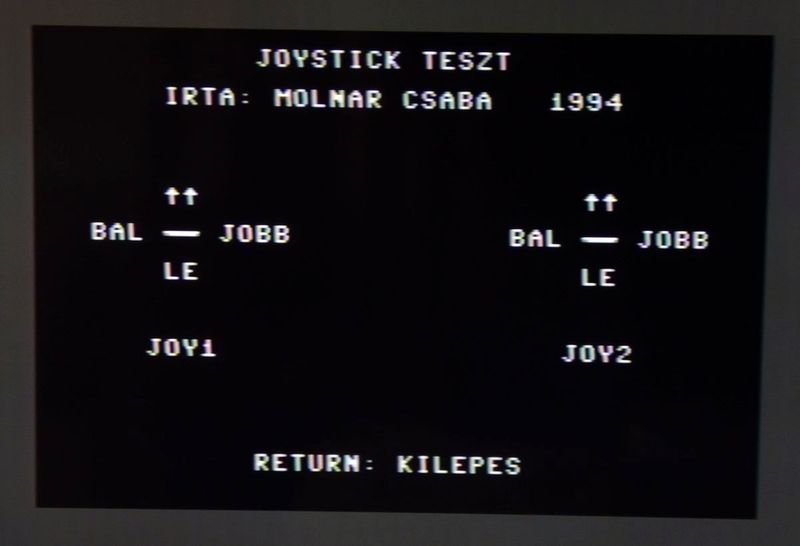 JOYSTICK TESZT
IRTA: MOLNAR CSABA 1994
↑↑ ↑↑
BAL — JOBB BAL — JOBB
LE LE
JOY1 JOY2
RETURN: KILEPES